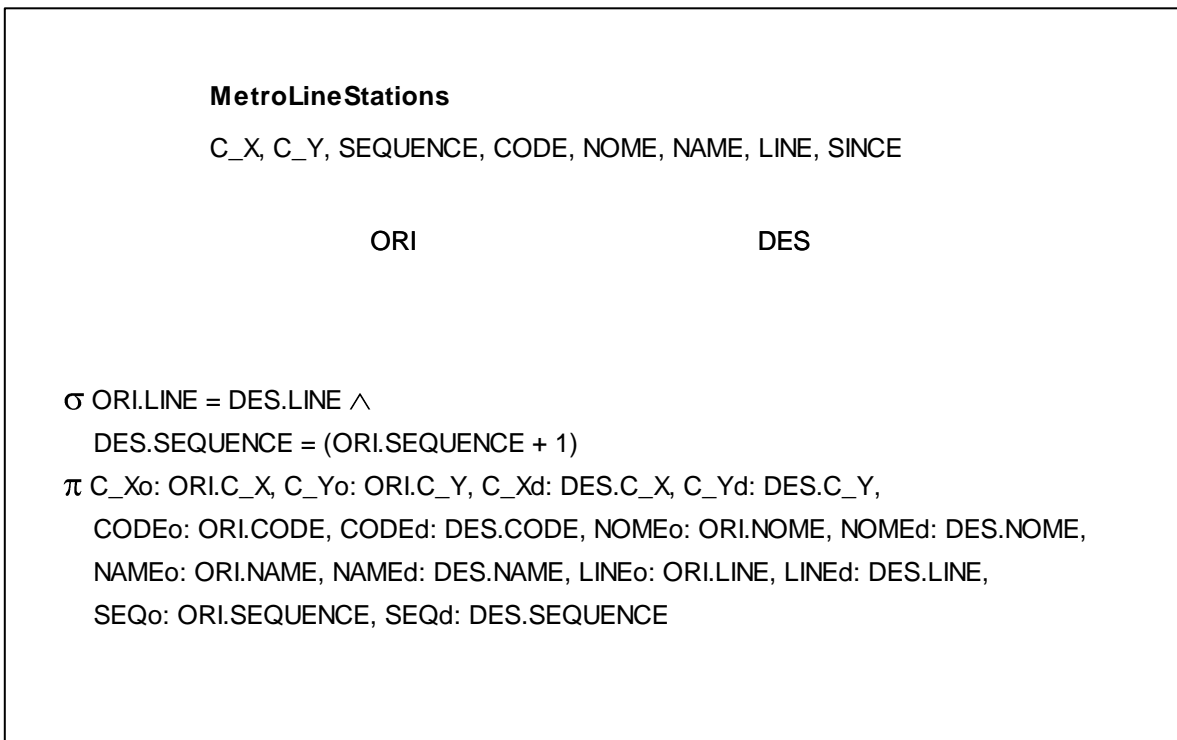 MetroLineStations
C_X, C_Y, SEQUENCE, CODE, NOME, NAME, LINE, SINCE
ORI DES
σ ORI.LINE = DES.LINE ∧
DES.SEQUENCE = (ORI.SEQUENCE + 1)
π C_Xo: ORI.C_X, C_Yo: ORI.C_Y, C_Xd: DES.C_X, C_Yd: DES.C_Y,
CODEo: ORI.CODE, CODEd: DES.CODE, NOMEo: ORI.NOME, NOMEd: DES.NOME,
NAMEo: ORI.NAME, NAMEd: DES.NAME, LINEo: ORI.LINE, LINEd: DES.LINE,
SEQo: ORI.SEQUENCE, SEQd: DES.SEQUENCE